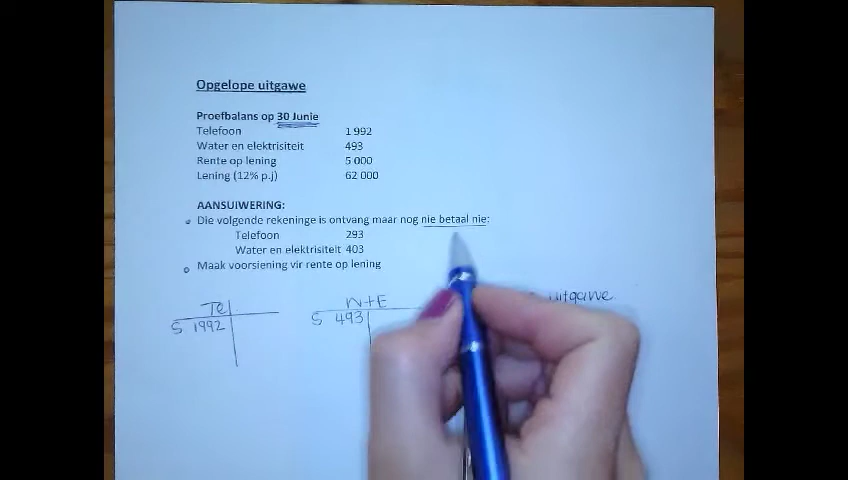 Opgelope uitgawe
Proefbalans op 30 Junie
Telefoon 1 992
Water en elektrisiteit 493
Rente op lening 5 000
Lening (12% p.j) 62 000
AANSUIWERING:
Die volgende rekeninge is ontvang maar nog nie betaal nie:
Telefoon 293
Water en elektrisiteit 403
Maak voorsiening vir rente op lening
Tel W+E uitgawe
S 1992 S 493